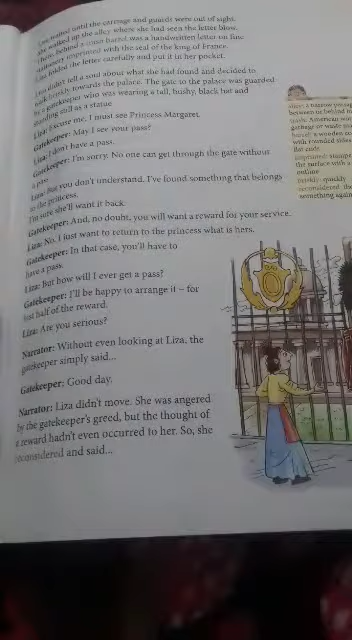 waited until the carriage and guards were out of sight.
she walked up the alley where she had seen the letter blow.
There, behind a trash barrel was a handwritten letter on fine
stationery imprinted with the seal of the king of France.
She folded the letter carefully and put it in her pocket.
Liza didn't tell a soul about what she had found and decided to
walk briskly towards the palace. The gate to the palace was guarded
by a gatekeeper who was wearing a tall, bushy, black hat and
standing still as a statue
Liza: Excuse me, I must see Princess Margaret.
Gatekeeper: May I see your pass?
Liza: I don't have a pass.
Gatekeeper: I'm sorry. No one can get through the gate without
a pass.
Liza: But you don't understand. I've found something that belongs
to the princess.
I'm sure she'll want it back.
Gatekeeper: And, no doubt, you will want a reward for your service.
Liza: No. I just want to return to the princess what is hers.
Gatekeeper: In that case, you'll have to
have a pass.
Liza: But how will I ever get a pass?
Gatekeeper: I'll be happy to arrange it – for
half of the reward.
Liza: Are you serious?
Narrator: Without even looking at Liza, the
gatekeeper simply said...
Gatekeeper: Good day.
Narrator: Liza didn't move. She was angered
by the gatekeeper's greed, but the thought of
a reward hadn't even occurred to her. So, she
reconsidered and said...
alley: a narrow passag
between or behind
trash: American wor
garbage or waste
barrel: a wooden co
with rounded sides
flat ends
imprinted: stamp
the surface with a
outline
briskly: quickly
reconsidered: tho
something again